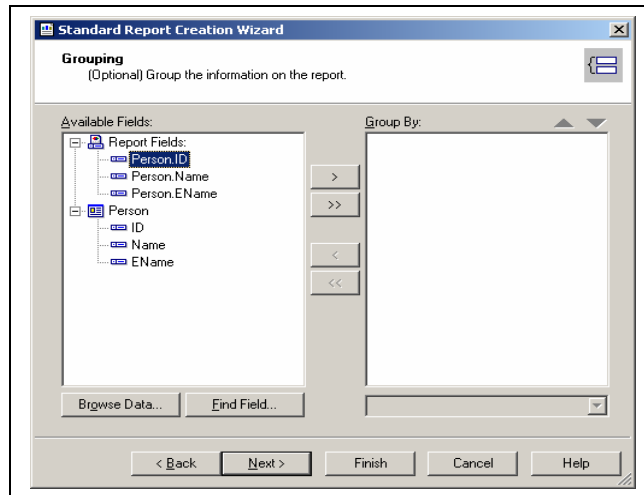 Standard Report Creation Wizard
Grouping
(Optional) Group the information on the report.
Available Fields:
Group By:
Report Fields:
Person.ID
Person.Name
Person.EName
Person
ID
Name
EName
>
>>
<
<<
Browse Data...
Find Field...
< Back
Next >
Finish
Cancel
Help